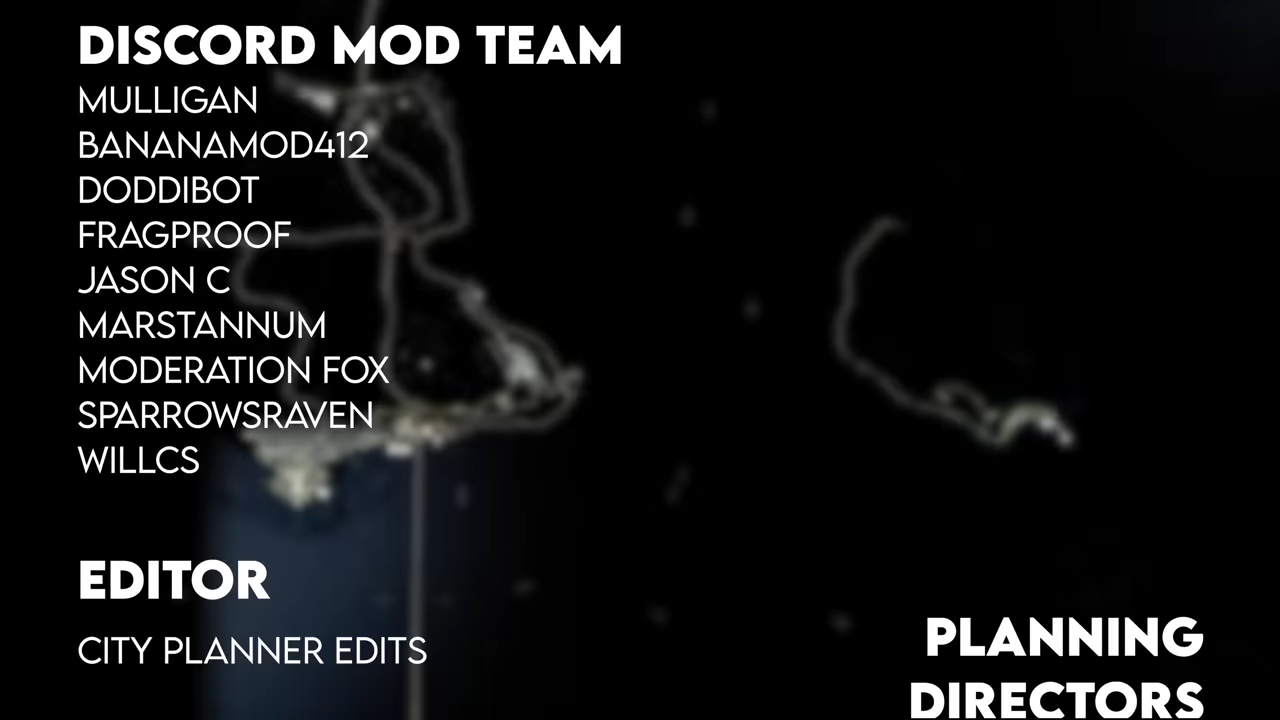 DISCORD MOD TEAM
MULLIGAN
BANANAMOD412
DODDIBOT
FRAGPROOF
JASON C
MARSTANNUM
MODERATION FOX
SPARROWSRAVEN
WILLCS
EDITOR
CITY PLANNER EDITS
PLANNING
DIRECTORS